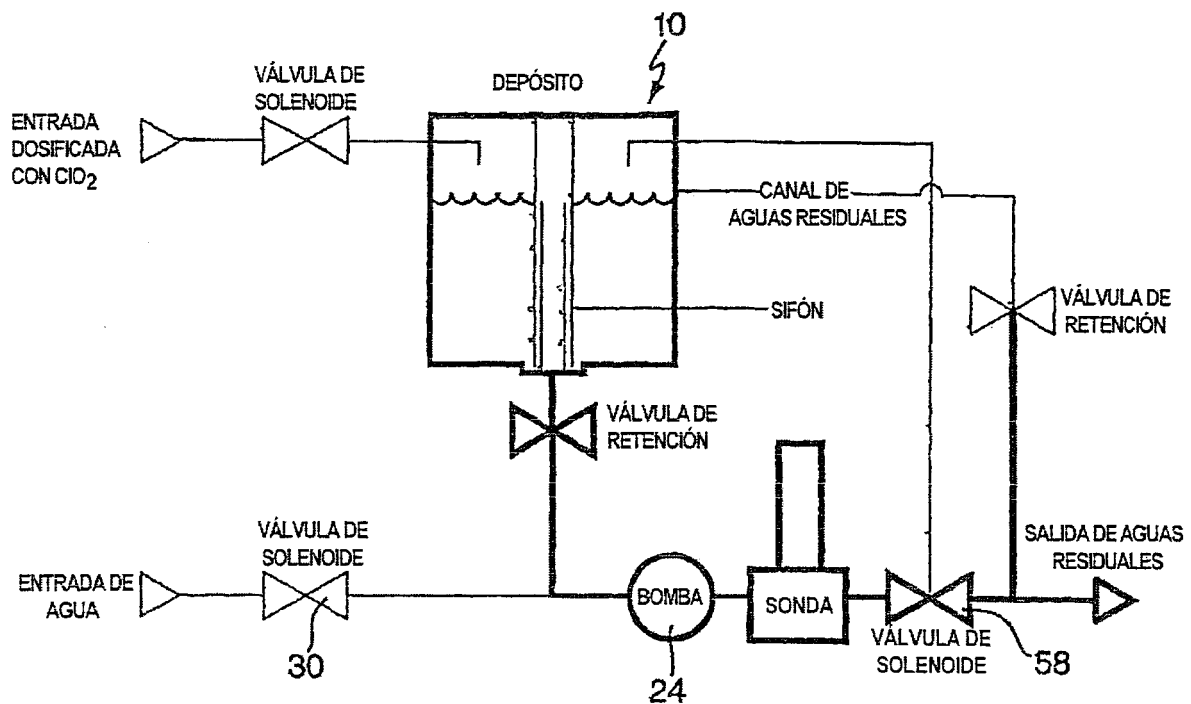 10
DEPÓSITO
VÁLVULA DE
SOLENOIDE
ENTRADA
DOSIFICADA
CON ClO2
CANAL DE
AGUAS RESIDUALES
SIFÓN
VÁLVULA DE
RETENCIÓN
VÁLVULA DE
RETENCIÓN
VÁLVULA DE
SOLENOIDE
ENTRADA DE
AGUA
30
BOMBA
24
SONDA
VÁLVULA DE
SOLENOIDE
58
SALIDA DE AGUAS
RESIDUALES